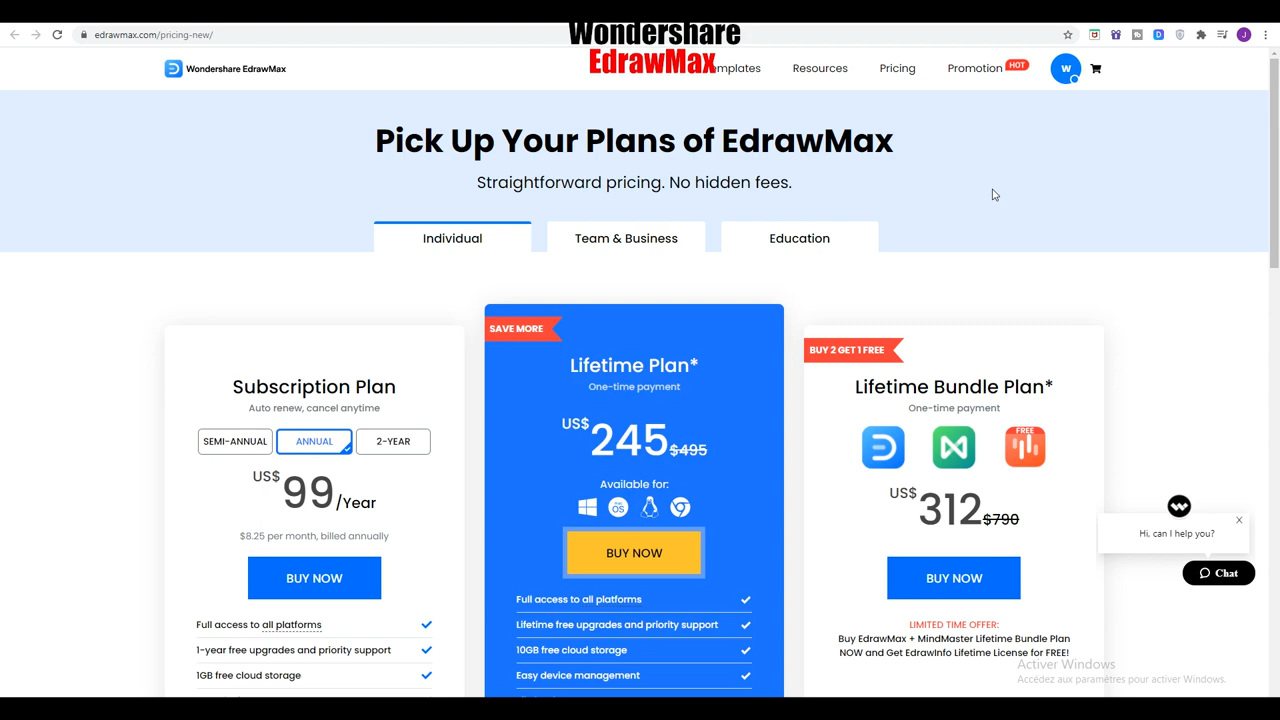 Wondershare
EdrawMax
edrawmax.com/pricing-new/
Wondershare EdrawMax
emplates
Resources
Pricing
Promotion
HOT
W
J
Pick Up Your Plans of EdrawMax
Straightforward pricing. No hidden fees.
Individual
Team & Business
Education
Subscription Plan
Auto renew, cancel anytime
SEMI-ANNUAL
ANNUAL
2-YEAR
US$ 99/Year
$8.25 per month, billed annually
BUY NOW
Full access to all platforms
1-year free upgrades and priority support
1GB free cloud storage
SAVE MORE
Lifetime Plan*
One-time payment
US$ 245 $495
Available for:
OS
BUY NOW
Full access to all platforms
Lifetime free upgrades and priority support
10GB free cloud storage
Easy device management
BUY 2 GET 1 FREE
Lifetime Bundle Plan*
One-time payment
FREE
US$ 312 $790
BUY NOW
LIMITED TIME OFFER:
Buy EdrawMax + MindMaster Lifetime Bundle Plan
NOW and Get EdrawInfo Lifetime License for FREE!
Hi, can I help you?
Chat
Activer Windows
Accédez aux paramètres pour activer Windows.